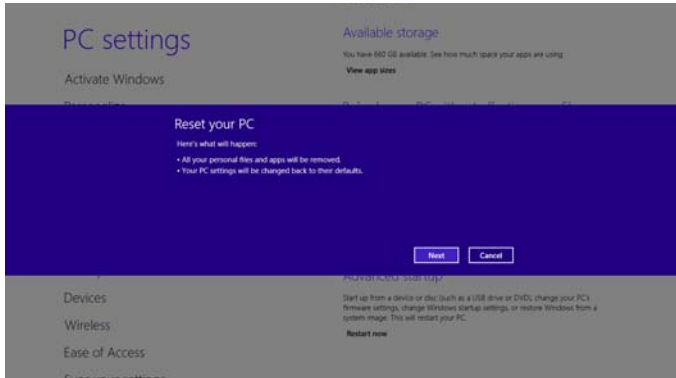 PC settings
Activate Windows
Available storage
You have 660 GB available. See how much space your apps are using.
View app sizes
Reset your PC
Here's what will happen:
• All your personal files and apps will be removed.
• Your PC settings will be changed back to their defaults.
Next
Cancel
Devices
Wireless
Ease of Access
Advanced startup
Start up from a device or disc (such as a USB drive or DVD), change your PC's
firmware settings, change Windows startup settings, or restore Windows from a
system image. This will restart your PC.
Restart now